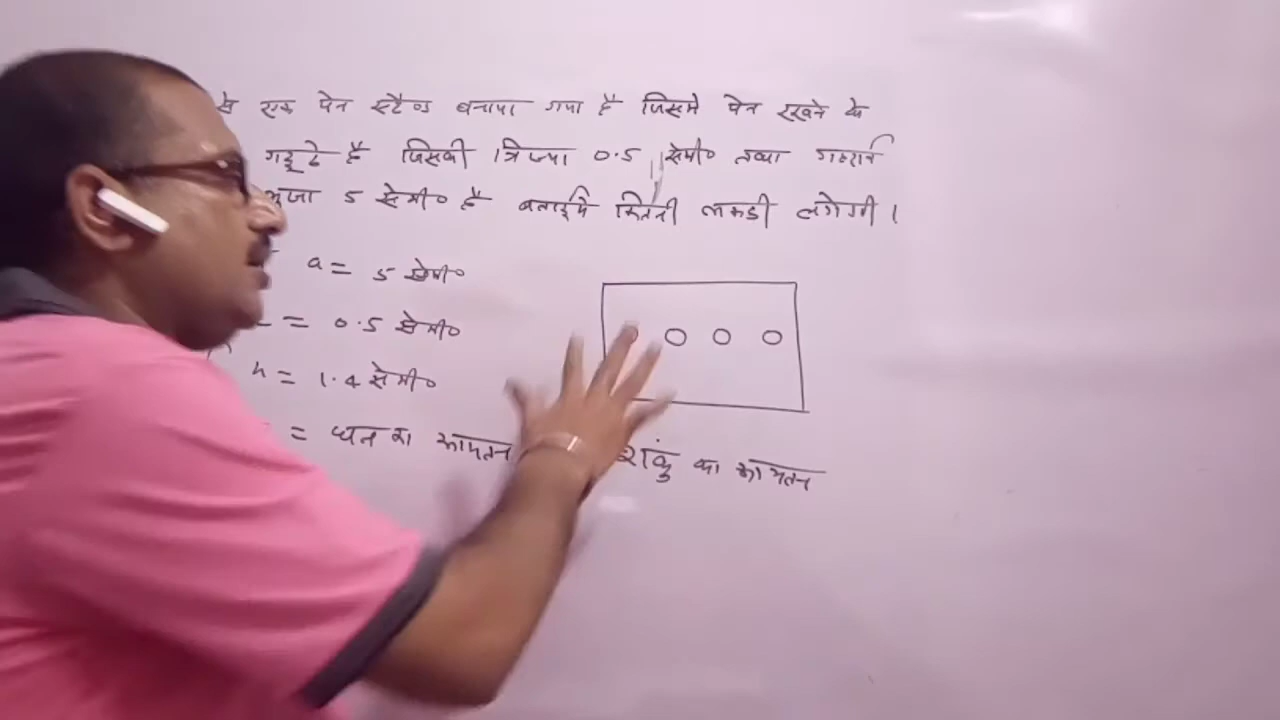 से एक पेन स्टैण्ड बनाया गया है जिसमे पेन रखने के
गड्ढे है जिसकी त्रिज्या 0.5 सेमी० तथा गहराई
भुजा 5 सेमी० है बताइये कितनी लकडी लगेगी।
a = 5 सेमी०
= 0.5 सेमी०
h = 1.4 सेमी०
= घन का आयतन शंकु का आयतन